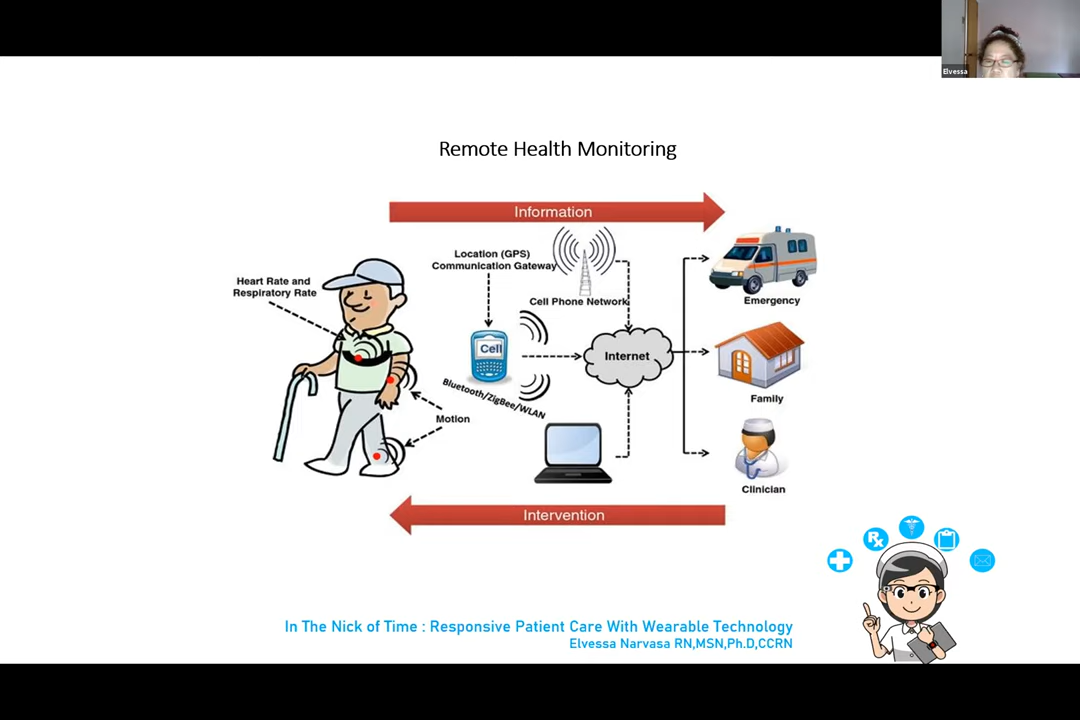 Elvessa
Remote Health Monitoring
Information
Location (GPS)
Communication Gateway
Heart Rate and
Respiratory Rate
Cell Phone Network
Emergency
Cell
Internet
Bluetooth/ZigBee/WLAN
Family
Motion
Clinician
Intervention
Rx
In The Nick of Time : Responsive Patient Care With Wearable Technology
Elvessa Narvasa RN,MSN,Ph.D,CCRN